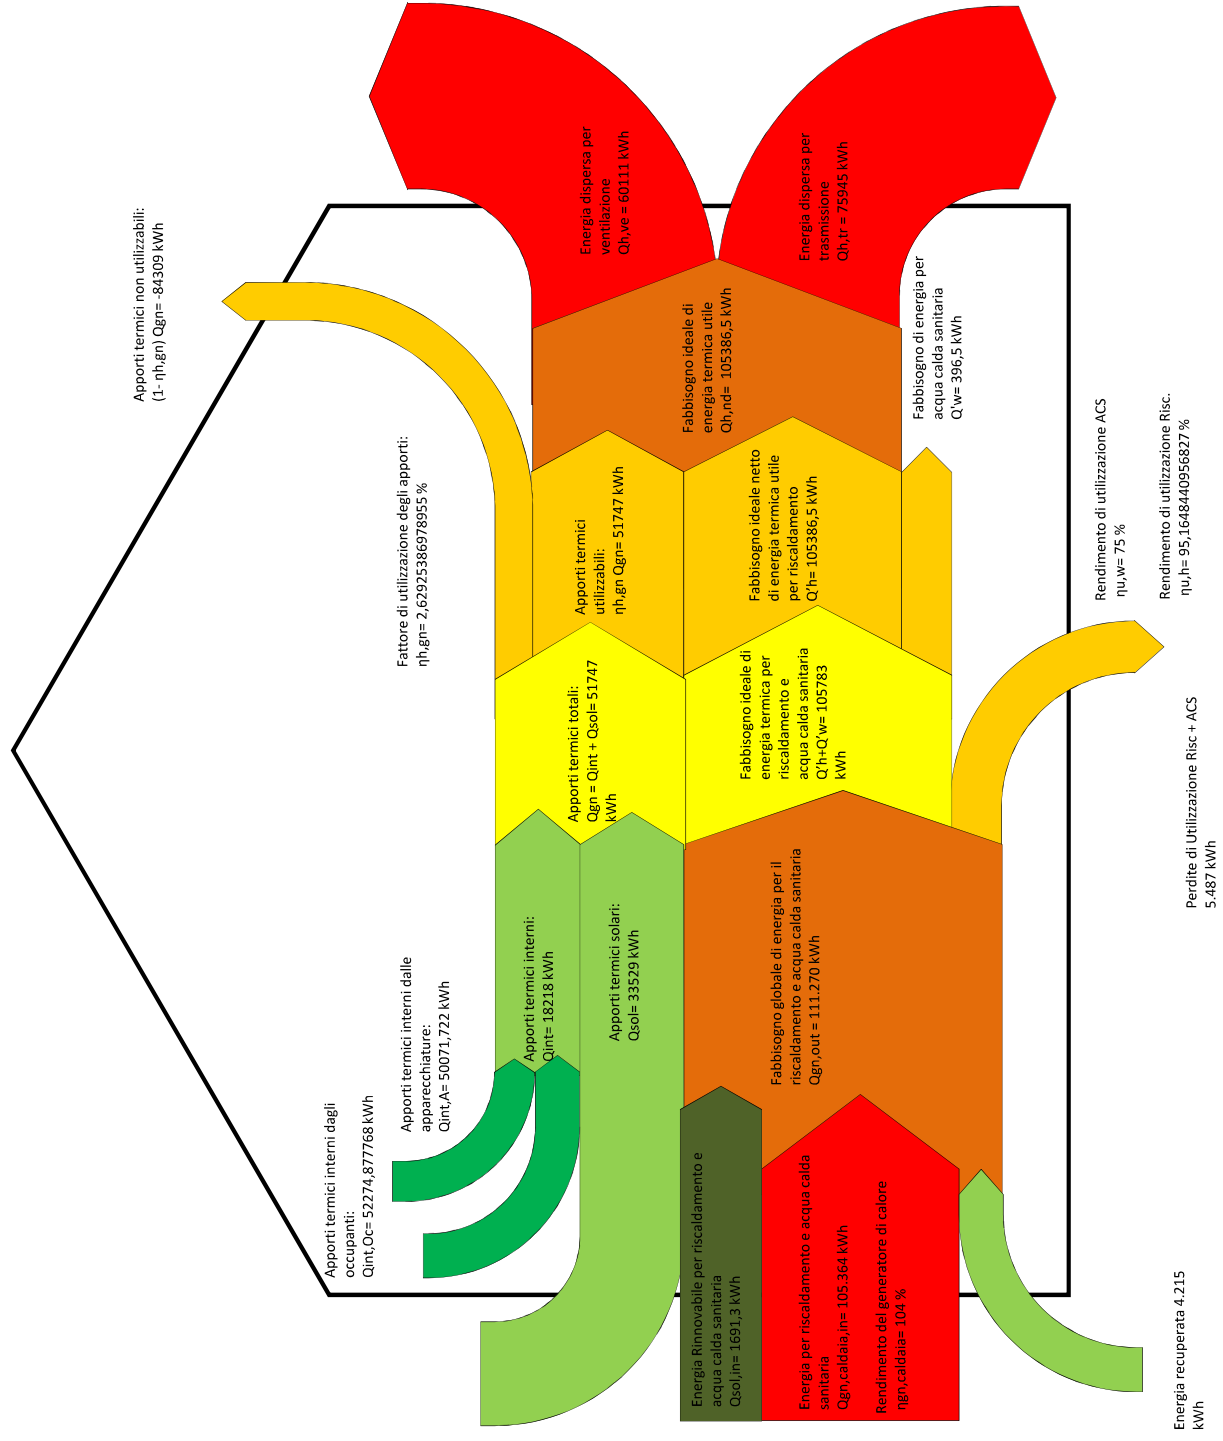 Apporti termici non utilizzabili:
(1- ηh,gn) Qgn= -84309 kWh
Fattore di utilizzazione degli apporti:
ηh,gn= 2,62925386978955 %
Energia dispersa per
ventilazione
Qh,ve = 60111 kWh
Energia dispersa per
trasmissione
Qh,tr = 75945 kWh
Fabbisogno ideale di
energia termica utile
Qh,nd= 105386,5 kWh
Fabbisogno di energia per
acqua calda sanitaria
Q'w= 396,5 kWh
Apporti termici
utilizzabili:
ηh,gn Qgn= 51747 kWh
Fabbisogno ideale netto
di energia termica utile
per riscaldamento
Q'h= 105386,5 kWh
Rendimento di utilizzazione ACS
ηu,w= 75 %
Rendimento di utilizzazione Risc.
ηu,h= 95,1648440956827 %
Apporti termici totali:
Qgn = Qint + Qsol= 51747
kWh
Fabbisogno ideale di
energia termica per
riscaldamento e
acqua calda sanitaria
Q'h+Q'w= 105783
kWh
Perdite di Utilizzazione Risc + ACS
5.487 kWh
Apporti termici interni dagli
occupanti:
Qint,Oc= 52274,877768 kWh
Apporti termici interni dalle
apparecchiature:
Qint,A= 50071,722 kWh
Apporti termici interni:
Qint= 18218 kWh
Apporti termici solari:
Qsol= 33529 kWh
Fabbisogno globale di energia per il
riscaldamento e acqua calda sanitaria
Qgn,out = 111.270 kWh
Energia Rinnovabile per riscaldamento e
acqua calda sanitaria
Qsol,in= 1691,3 kWh
Energia per riscaldamento e acqua calda
sanitaria
Qgn,caldaia,in= 105.364 kWh
Rendimento del generatore di calore
ηgn,caldaia= 104 %
Energia recuperata 4.215
kWh